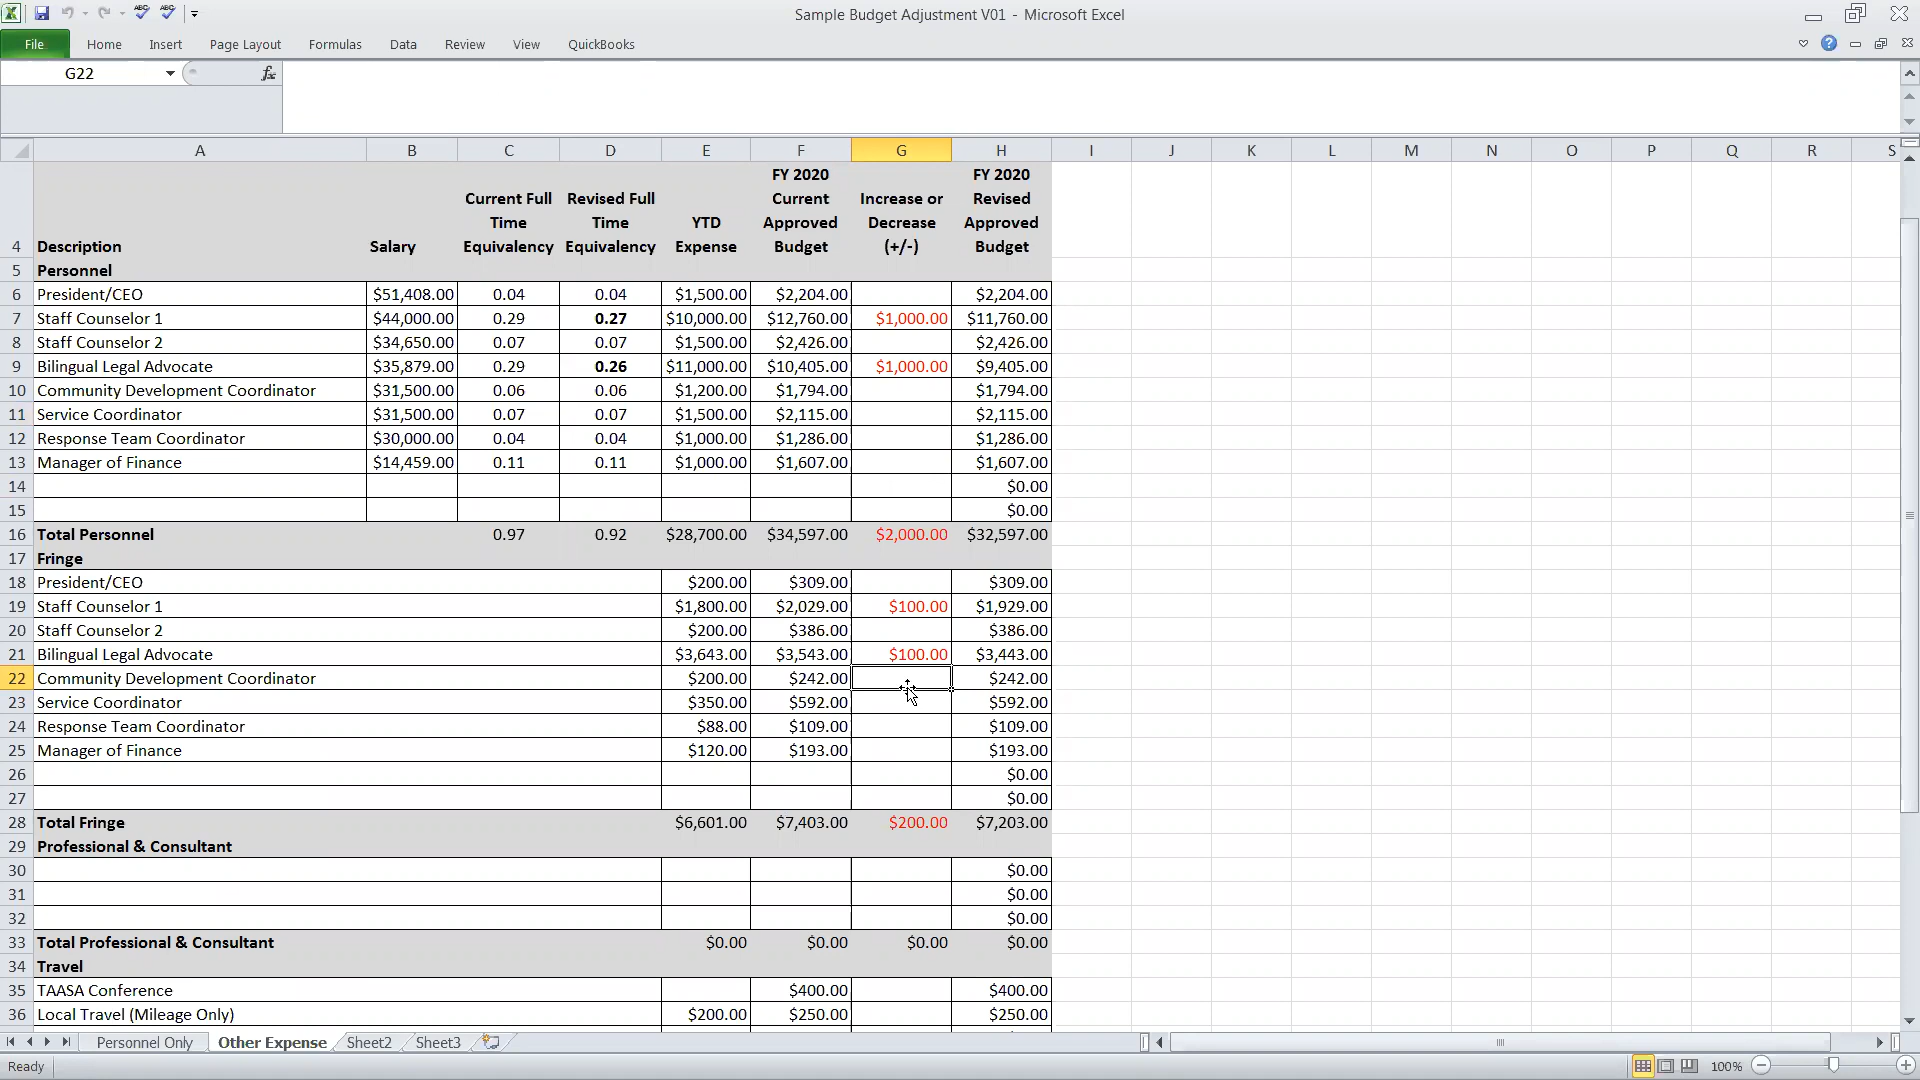 Sample Budget Adjustment V01 - Microsoft Excel
File Home Insert Page Layout Formulas Data Review View QuickBooks
G22 fx
A B C D E F G H I J K L M N O P Q R S
4 Description Salary Current Full Time Equivalency Revised Full Time Equivalency YTD Expense FY 2020 Current Approved Budget Increase or Decrease (+/-) FY 2020 Revised Approved Budget
5 Personnel
6 President/CEO $51,408.00 0.04 0.04 $1,500.00 $2,204.00 $2,204.00
7 Staff Counselor 1 $44,000.00 0.29 0.27 $10,000.00 $12,760.00 $1,000.00 $11,760.00
8 Staff Counselor 2 $34,650.00 0.07 0.07 $1,500.00 $2,426.00 $2,426.00
9 Bilingual Legal Advocate $35,879.00 0.29 0.26 $11,000.00 $10,405.00 $1,000.00 $9,405.00
10 Community Development Coordinator $31,500.00 0.06 0.06 $1,200.00 $1,794.00 $1,794.00
11 Service Coordinator $31,500.00 0.07 0.07 $1,500.00 $2,115.00 $2,115.00
12 Response Team Coordinator $30,000.00 0.04 0.04 $1,000.00 $1,286.00 $1,286.00
13 Manager of Finance $14,459.00 0.11 0.11 $1,000.00 $1,607.00 $1,607.00
14 $0.00
15 $0.00
16 Total Personnel 0.97 0.92 $28,700.00 $34,597.00 $2,000.00 $32,597.00
17 Fringe
18 President/CEO $200.00 $309.00 $309.00
19 Staff Counselor 1 $1,800.00 $2,029.00 $100.00 $1,929.00
20 Staff Counselor 2 $200.00 $386.00 $386.00
21 Bilingual Legal Advocate $3,643.00 $3,543.00 $100.00 $3,443.00
22 Community Development Coordinator $200.00 $242.00 $242.00
23 Service Coordinator $350.00 $592.00 $592.00
24 Response Team Coordinator $88.00 $109.00 $109.00
25 Manager of Finance $120.00 $193.00 $193.00
26 $0.00
27 $0.00
28 Total Fringe $6,601.00 $7,403.00 $200.00 $7,203.00
29 Professional & Consultant
30 $0.00
31 $0.00
32 $0.00
33 Total Professional & Consultant $0.00 $0.00 $0.00 $0.00
34 Travel
35 TAASA Conference $400.00 $400.00
36 Local Travel (Mileage Only) $200.00 $250.00 $250.00
Personnel Only Other Expense Sheet2 Sheet3
Ready 100%